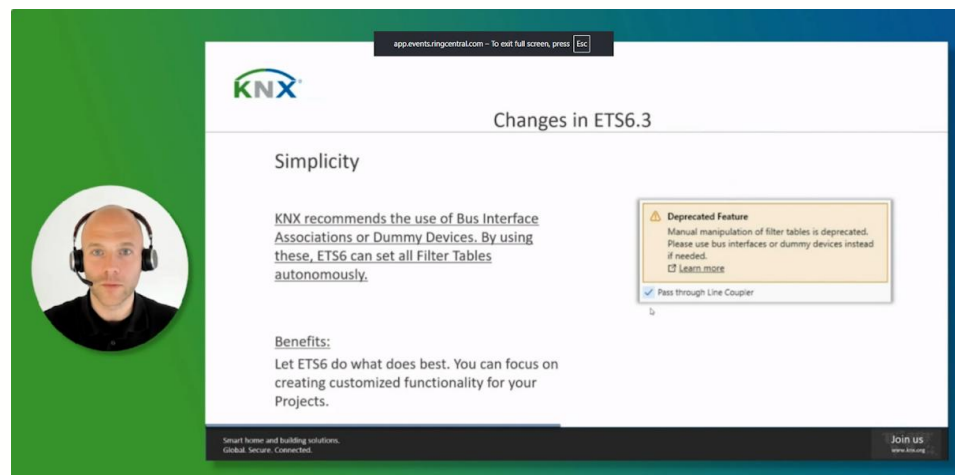 app.events.ringcentral.com – To exit full screen, press Esc
KNX
Changes in ETS6.3
Simplicity
KNX recommends the use of Bus Interface
Associations or Dummy Devices. By using
these, ETS6 can set all Filter Tables
autonomously.
Deprecated Feature
Manual manipulation of filter tables is deprecated.
Please use bus interfaces or dummy devices instead
if needed.
Learn more
Pass through Line Coupler
Benefits:
Let ETS6 do what does best. You can focus on
creating customized functionality for your
Projects.
Smart home and building solutions.
Global. Secure. Connected.
Join us
www.knx.org